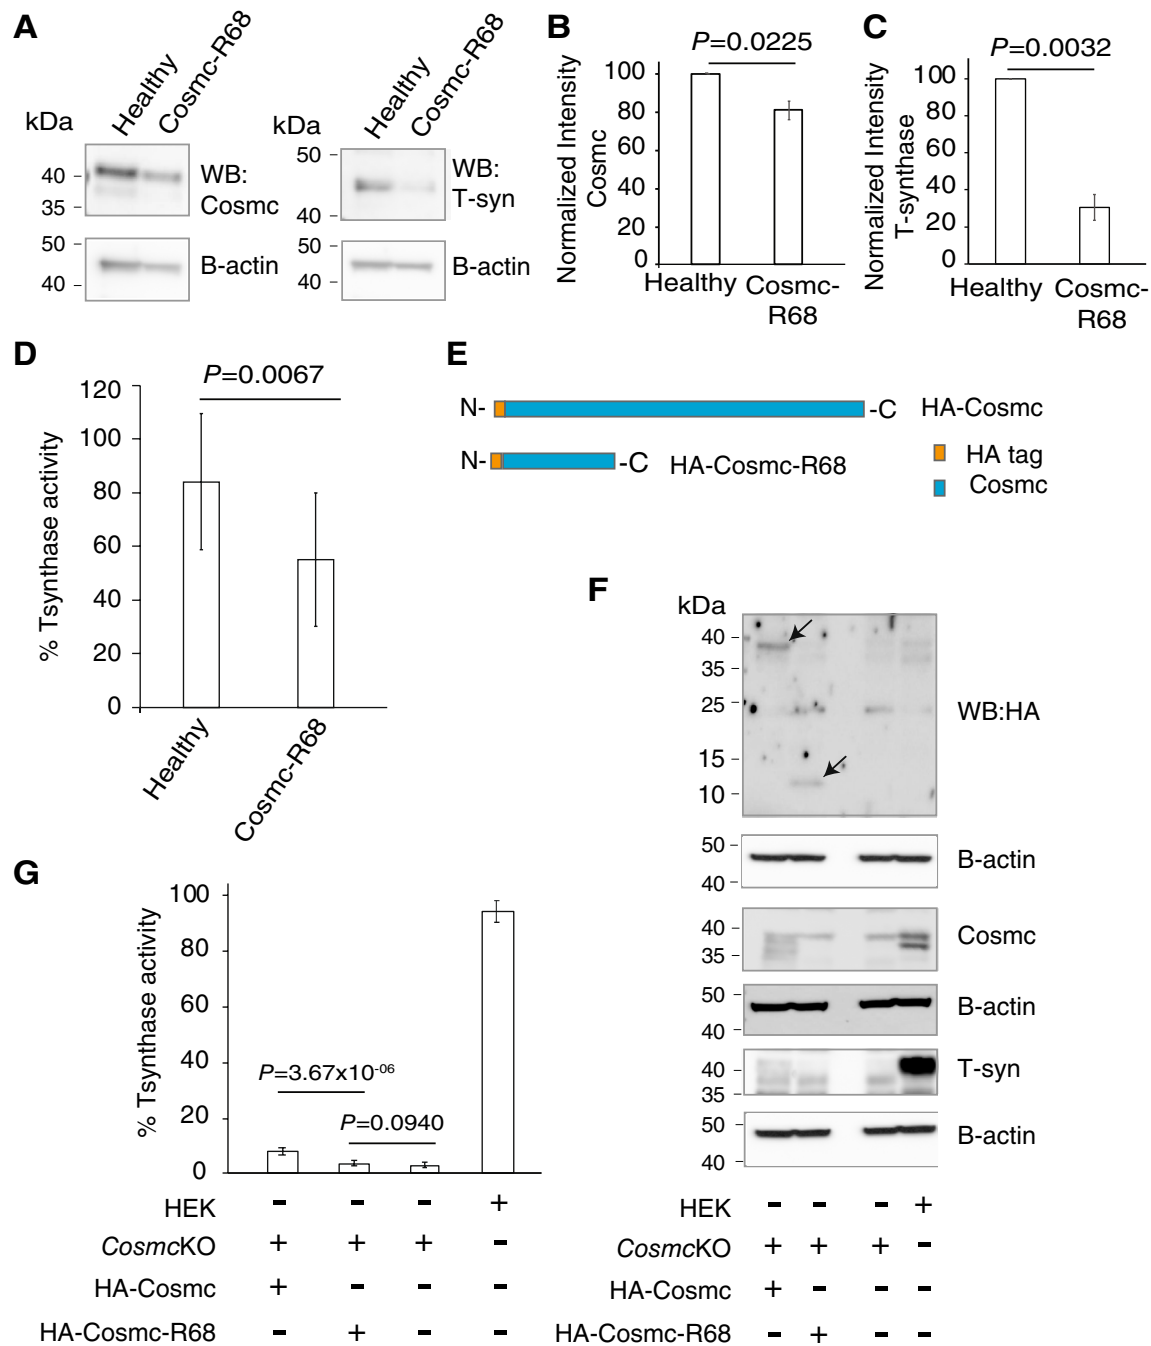 A
Healthy
Cosmc-R68
kDa
40
35
WB:
Cosmc
50
40
B-actin
Healthy
Cosmc-R68
kDa
50
40
WB:
T-syn
50
40
B-actin
B
P=0.0225
Normalized Intensity
Cosmc
100
80
60
40
20
0
Healthy
Cosmc-
R68
C
P=0.0032
Normalized Intensity
T-synthase
100
80
60
40
20
0
Healthy
Cosmc-
R68
D
P=0.0067
% Tsynthase activity
120
100
80
60
40
20
0
Healthy
Cosmc-R68
E
N- -C HA-Cosmc
N- -C HA-Cosmc-R68
HA tag
Cosmc
F
kDa
40
35
25
15
10
WB:HA
50
40
B-actin
40
35
Cosmc
50
40
B-actin
40
35
T-syn
50
40
B-actin
HEK - - - +
CosmcKO + + + -
HA-Cosmc + - - -
HA-Cosmc-R68 - + - -
G
% Tsynthase activity
100
80
60
40
20
0
P=3.67x10-06
P=0.0940
HEK - - - +
CosmcKO + + + -
HA-Cosmc + - - -
HA-Cosmc-R68 - + - -